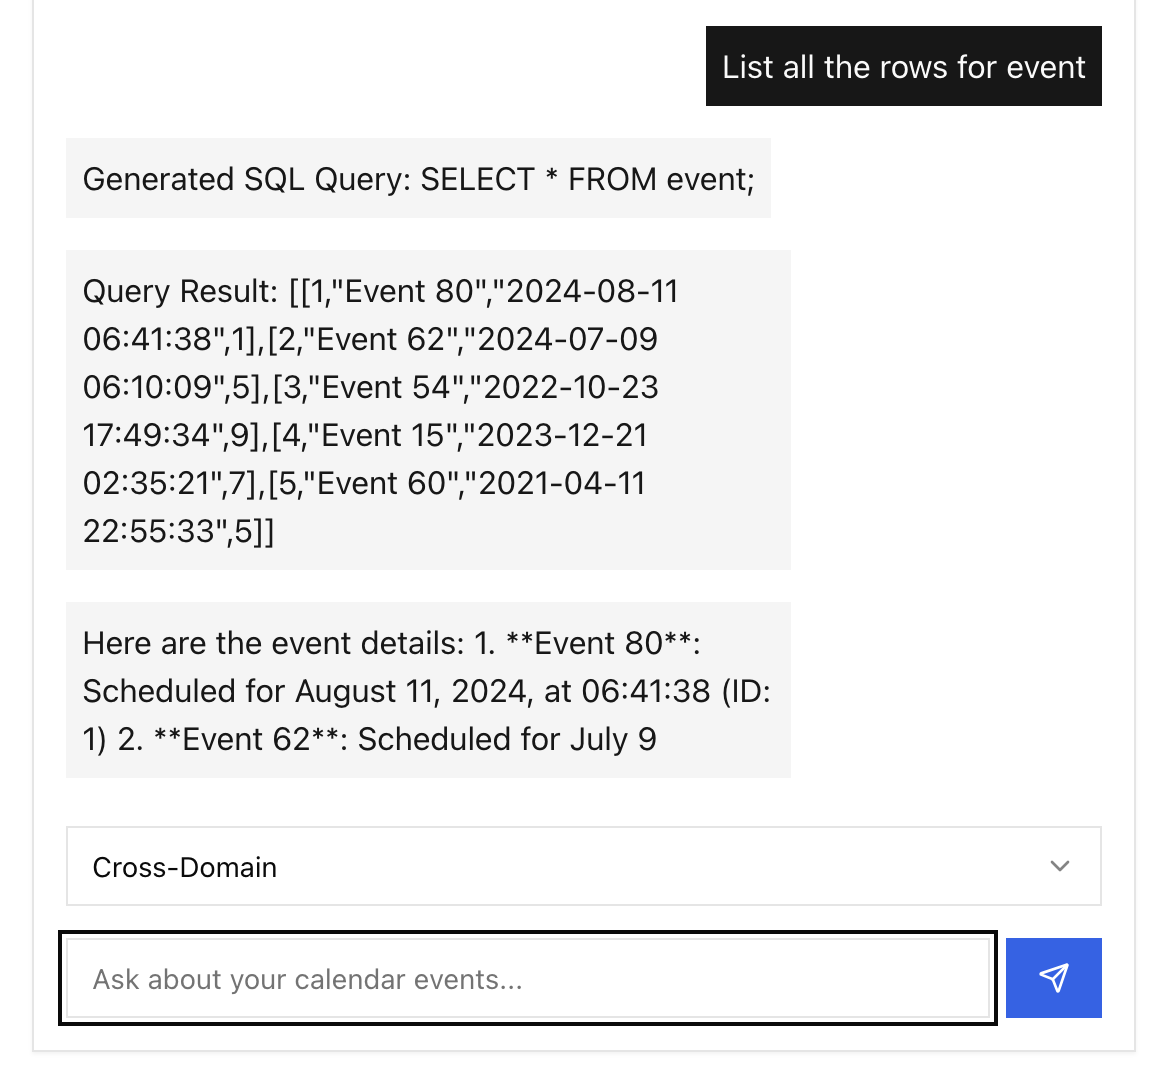 List all the rows for event
Generated SQL Query: SELECT * FROM event;
Query Result: [[1,"Event 80","2024-08-11
06:41:38",1],[2,"Event 62","2024-07-09
06:10:09",5],[3,"Event 54","2022-10-23
17:49:34",9],[4,"Event 15","2023-12-21
02:35:21",7],[5,"Event 60","2021-04-11
22:55:33",5]]
Here are the event details: 1. **Event 80**:
Scheduled for August 11, 2024, at 06:41:38 (ID:
1) 2. **Event 62**: Scheduled for July 9
Cross-Domain
Ask about your calendar events...